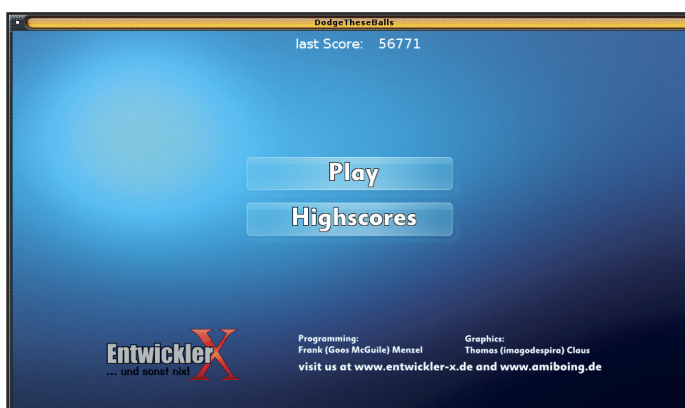 DodgeTheseBalls
last Score: 56771
Play
Highscores
EntwicklerX
... und sonst nix!
Programming:
Frank (Goos McGuile) Menzel
Graphics:
Thomas (imagodespira) Claus
visit us at www.entwickler-x.de and www.amiboing.de